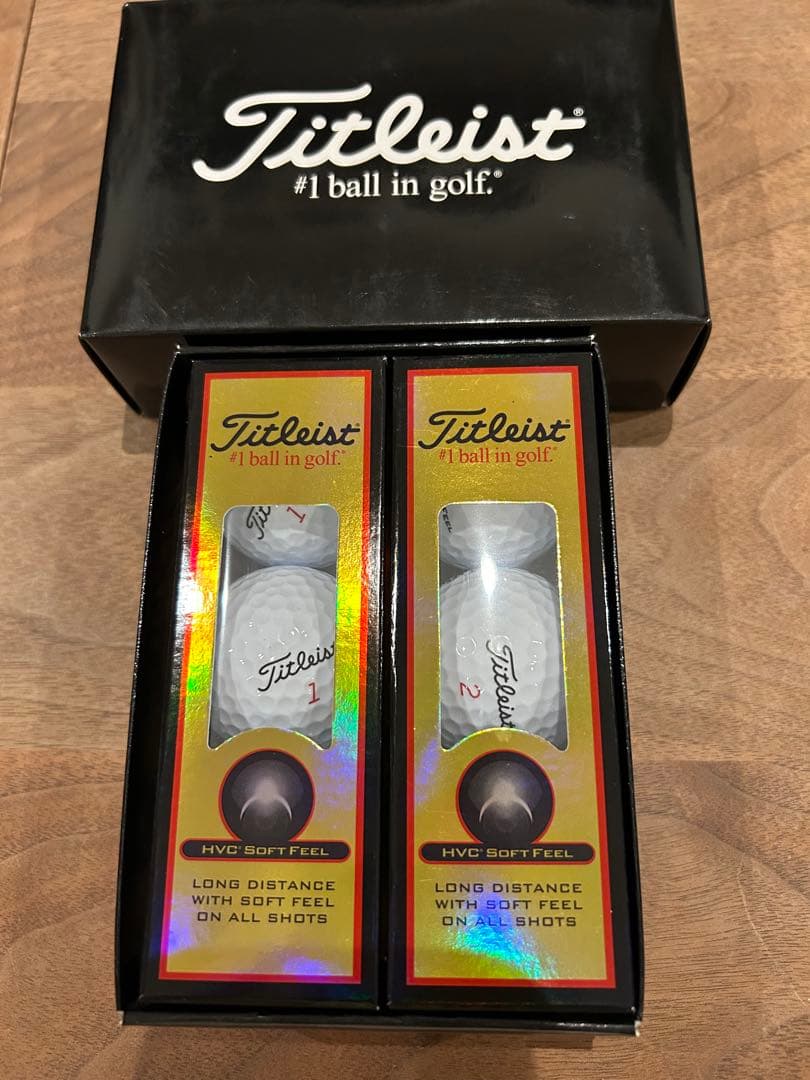 Titleist®
#1 ball in golf.®
Titleist®
#1 ball in golf.®
Tit
1
Titleist
1
HVC® SOFT FEEL
LONG DISTANCE
WITH SOFT FEEL
ON ALL SHOTS
Titleist®
#1 ball in golf.®
Titleist
2
HVC® SOFT FEEL
LONG DISTANCE
WITH SOFT FEEL
ON ALL SHOTS